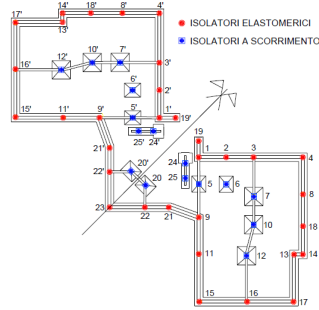 14' 18' 8' 4'
17' 13'
ISOLATORI ELASTOMERICI
ISOLATORI A SCORRIMENTO
12' 10' 7'
16' 3'
6' 2'
15' 11' 9' 5' 1' 19'
25' 24'
19
21' 1 2 3 4
22' 20' 24
20 25 5 6 7 8
23 22 21 9 10 18
11 12 13 14
15 16 17